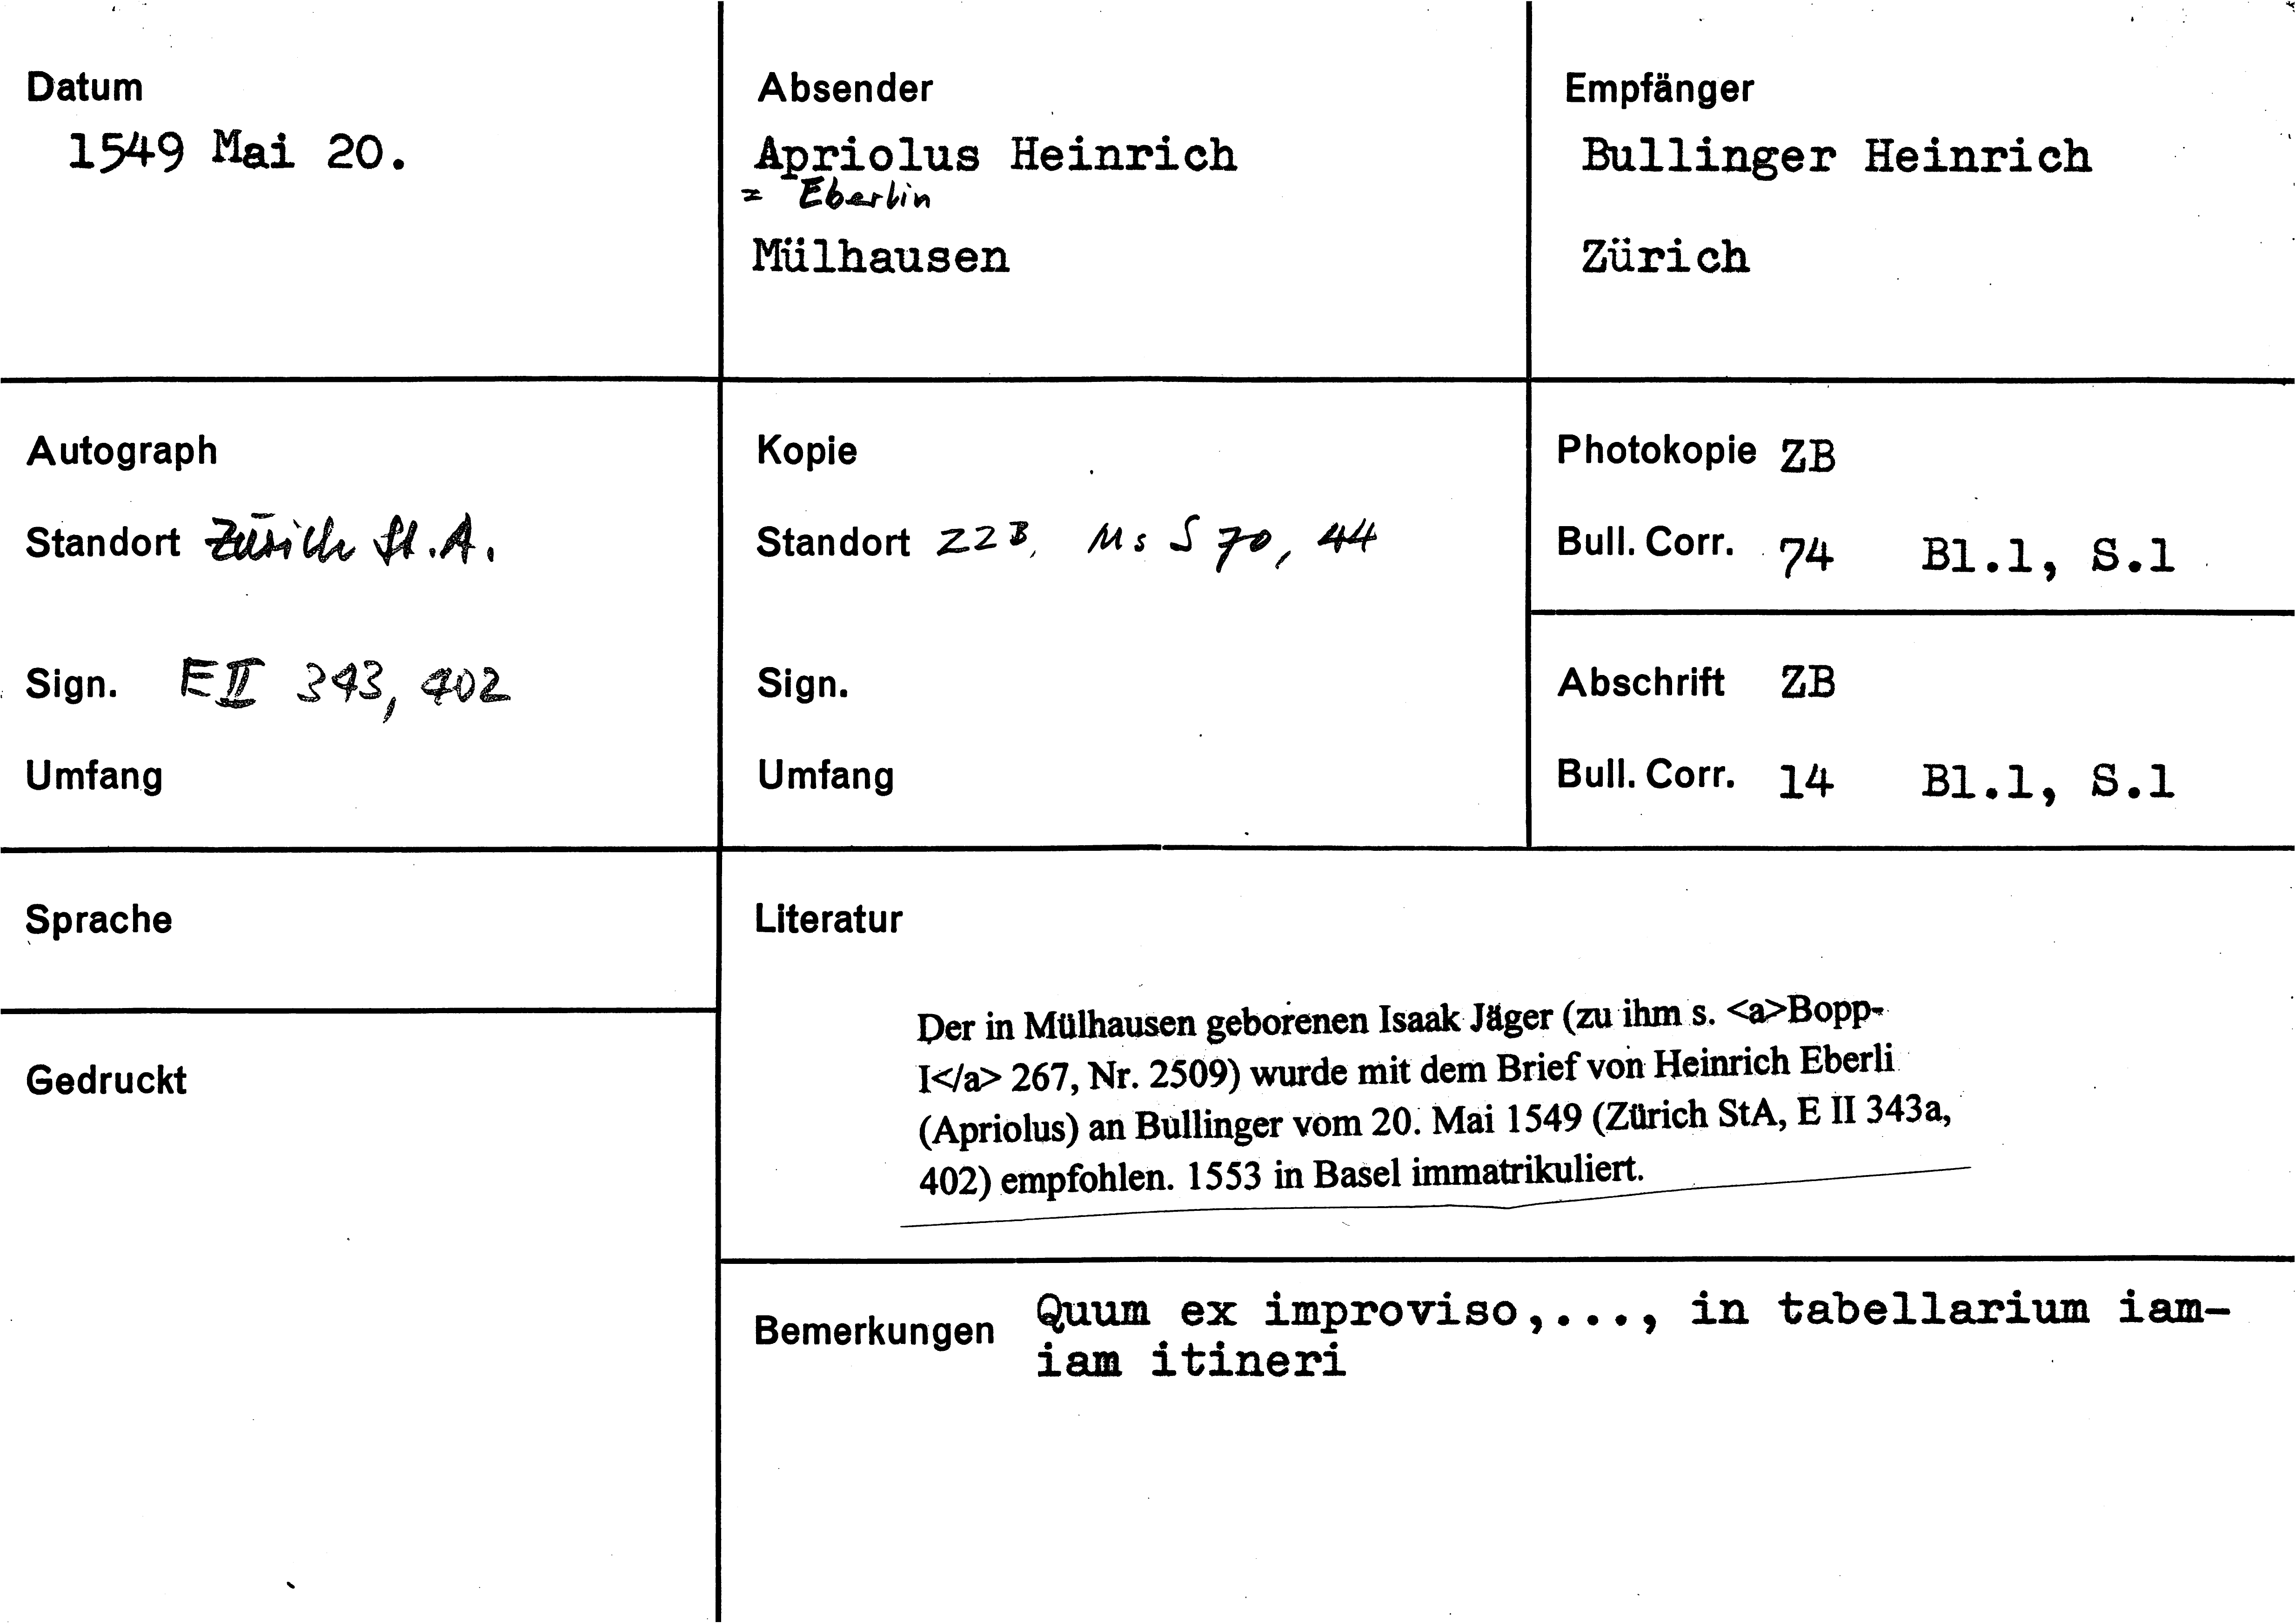 Datum
1549 Mai 20.
Absender
Apriolus Heinrich
= Eberlin
Mülhausen
Empfänger
Bullinger Heinrich
Zürich
Autograph
Standort Zürich St.A.
Sign. E II 343, 402
Umfang
Kopie
Standort ZZB, Ms S 70, 44
Sign.
Umfang
Photokopie ZB
Bull. Corr. 74 Bl.1, S.1
Abschrift ZB
Bull. Corr. 14 Bl.1, S.1
Sprache
Gedruckt
Literatur
Der in Mülhausen geborenen Isaak Jäger (zu ihm s. <a>Bopp-
I</a> 267, Nr. 2509) wurde mit dem Brief von Heinrich Eberli
(Apriolus) an Bullinger vom 20. Mai 1549 (Zürich StA, E II 343a,
402) empfohlen. 1553 in Basel immatrikuliert.
Bemerkungen Quum ex improviso,..., in tabellarium iam-
iam itineri